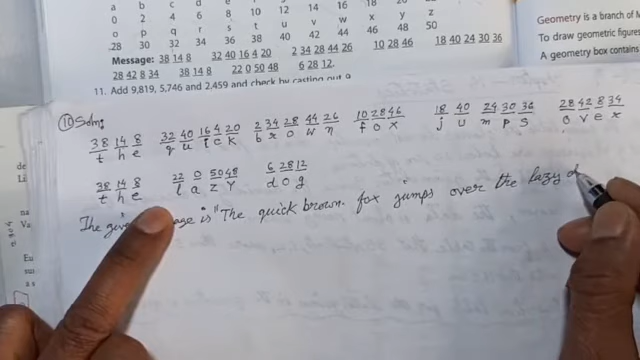 a b c d e
0 2 4 6 8 10 12 14 16 18
o p q r s t u v w x y z
28 30 32 34 36 38 40 42 44 46 48 50
Message: 38 14 8 32 40 16 4 20 2 34 28 44 26 10 28 46 18 40 24 30 36
28 42 8 34 38 14 8 22 0 50 48 6 28 12.
11. Add 9,819, 5,746 and 2,459 and check by casting out 9
Geometry is a branch of M
To draw geometric figures
A geometry box contains
10 Soln:
38 14 8 32 40 16 4 20 2 34 28 44 26 10 28 46 18 40 24 30 36 28 42 8 34
t h e q u i c k b r o w n f o x j u m p s o v e r
38 14 8 22 0 50 48 6 28 12
t h e l a z y d o g
The give age is "The quick brown fox jumps over the lazy d